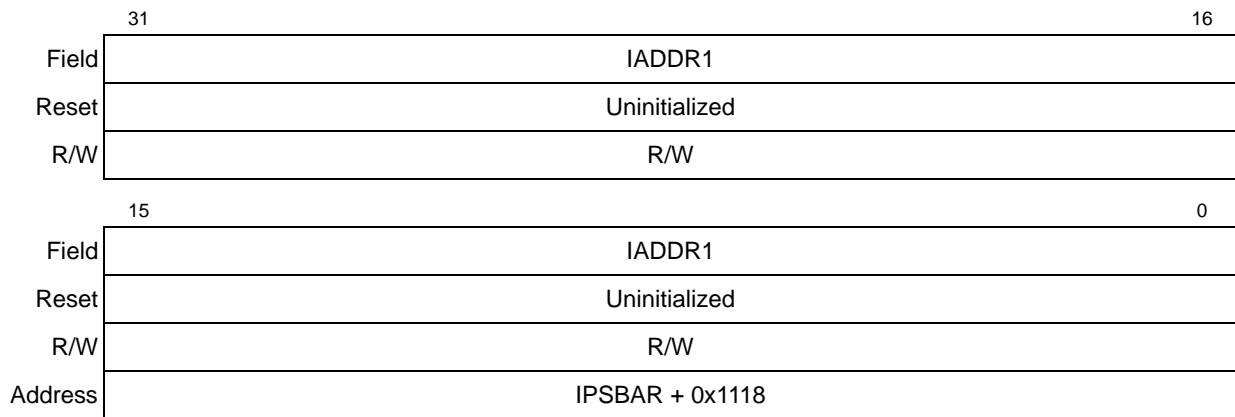 31 16
Field IADDR1
Reset Uninitialized
R/W R/W
15 0
Field IADDR1
Reset Uninitialized
R/W R/W
Address IPSBAR + 0x1118